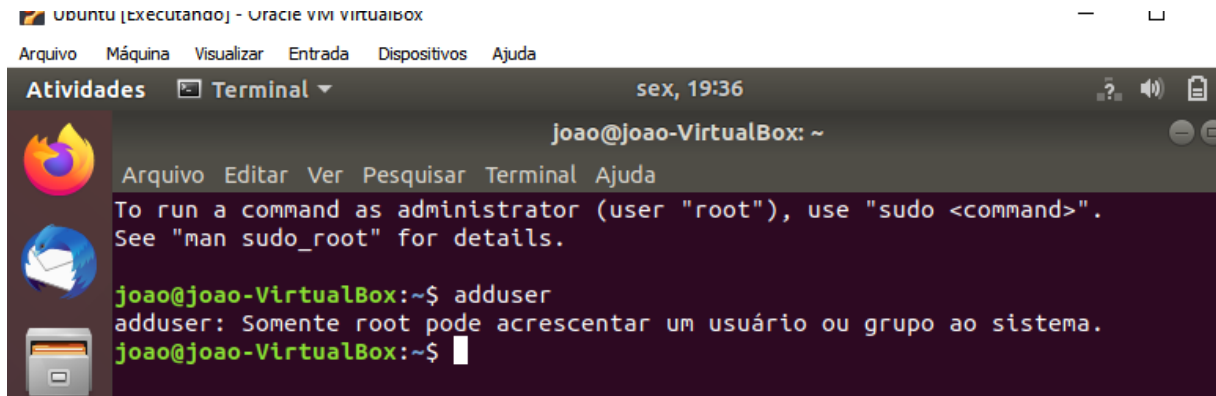 Ubuntu [Executando] - Oracle VM VirtualBox
Arquivo Máquina Visualizar Entrada Dispositivos Ajuda
Atividades Terminal sex, 19:36 ?
joao@joao-VirtualBox: ~
Arquivo Editar Ver Pesquisar Terminal Ajuda
To run a command as administrator (user "root"), use "sudo <command>".
See "man sudo_root" for details.
joao@joao-VirtualBox:~$ adduser
adduser: Somente root pode acrescentar um usuário ou grupo ao sistema.
joao@joao-VirtualBox:~$